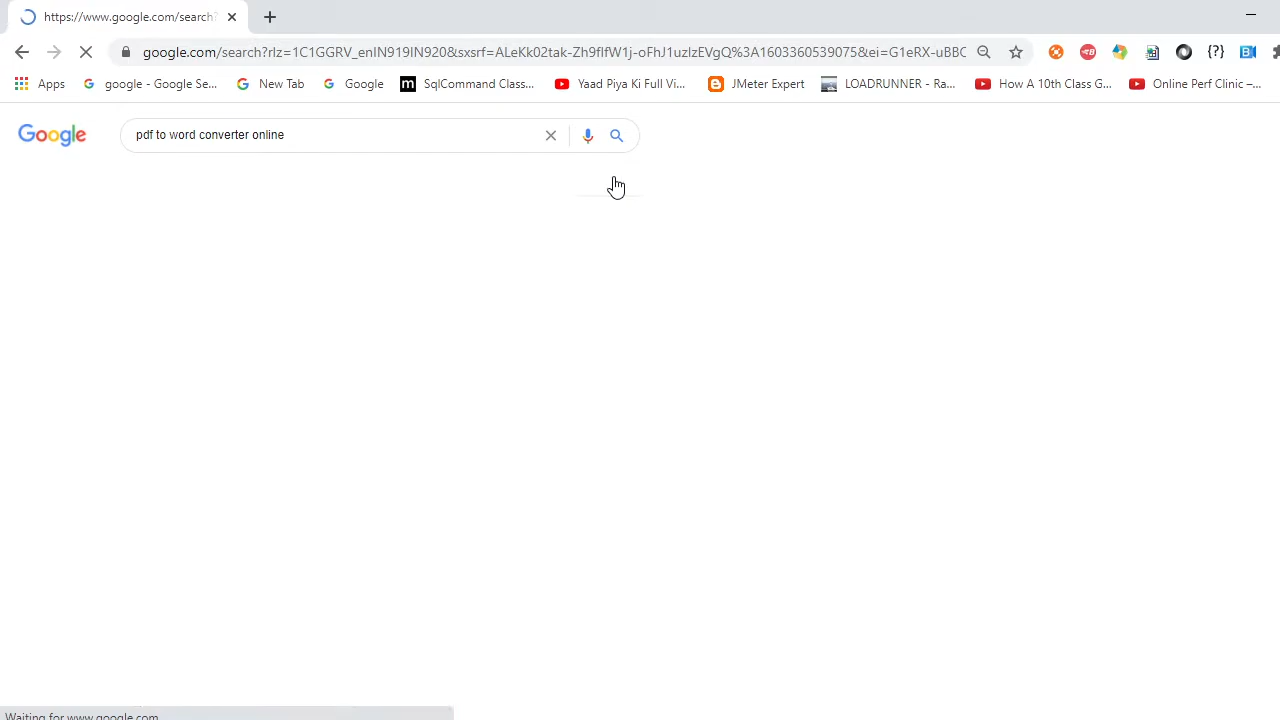 https://www.google.com/search?
google.com/search?rlz=1C1GGRV_enIN919IN920&sxsrf=ALeKk02tak-Zh9flfW1j-oFhJ1uzIzEVgQ%3A1603360539075&ei=G1eRX-uBBC
Apps google - Google Se... New Tab Google SqlCommand Class... Yaad Piya Ki Full Vi... JMeter Expert LOADRUNNER - Ra... How A 10th Class G... Online Perf Clinic –...
Google pdf to word converter online
Waiting for www.google.com